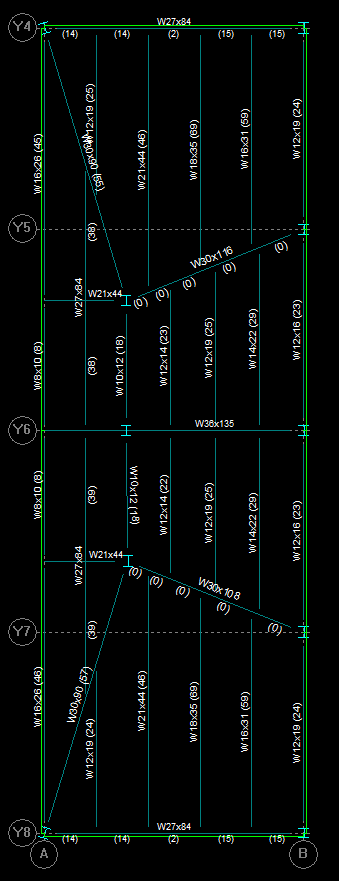 W27x84
Y4
(14) (14) (2) (15) (15)
W16x26 (45)
W12x19 (25)
(55)
W21x44 (46)
W18x35 (69)
W16x31 (59)
W12x19 (24)
Y5
(38)
W30x116
(0)
(0)
(0)
(0)
(0)
W27x84
W21x44
W8x10 (8)
(38)
W10x12 (18)
W12x14 (23)
W12x19 (25)
W14x22 (29)
W12x16 (23)
Y6
W36x135
W8x10 (8)
(39)
W10x12 (18)
W12x14 (22)
W12x19 (25)
W14x22 (29)
W12x16 (23)
W21x44
W27x84
(0)
(0)
(0)
W30x108
(0)
(0)
Y7
(39)
W16x26 (46)
W30x90 (57)
W12x19 (24)
W21x44 (46)
W18x35 (69)
W16x31 (59)
W12x19 (24)
W27x84
Y8
(14) (14) (2) (15) (15)
A B